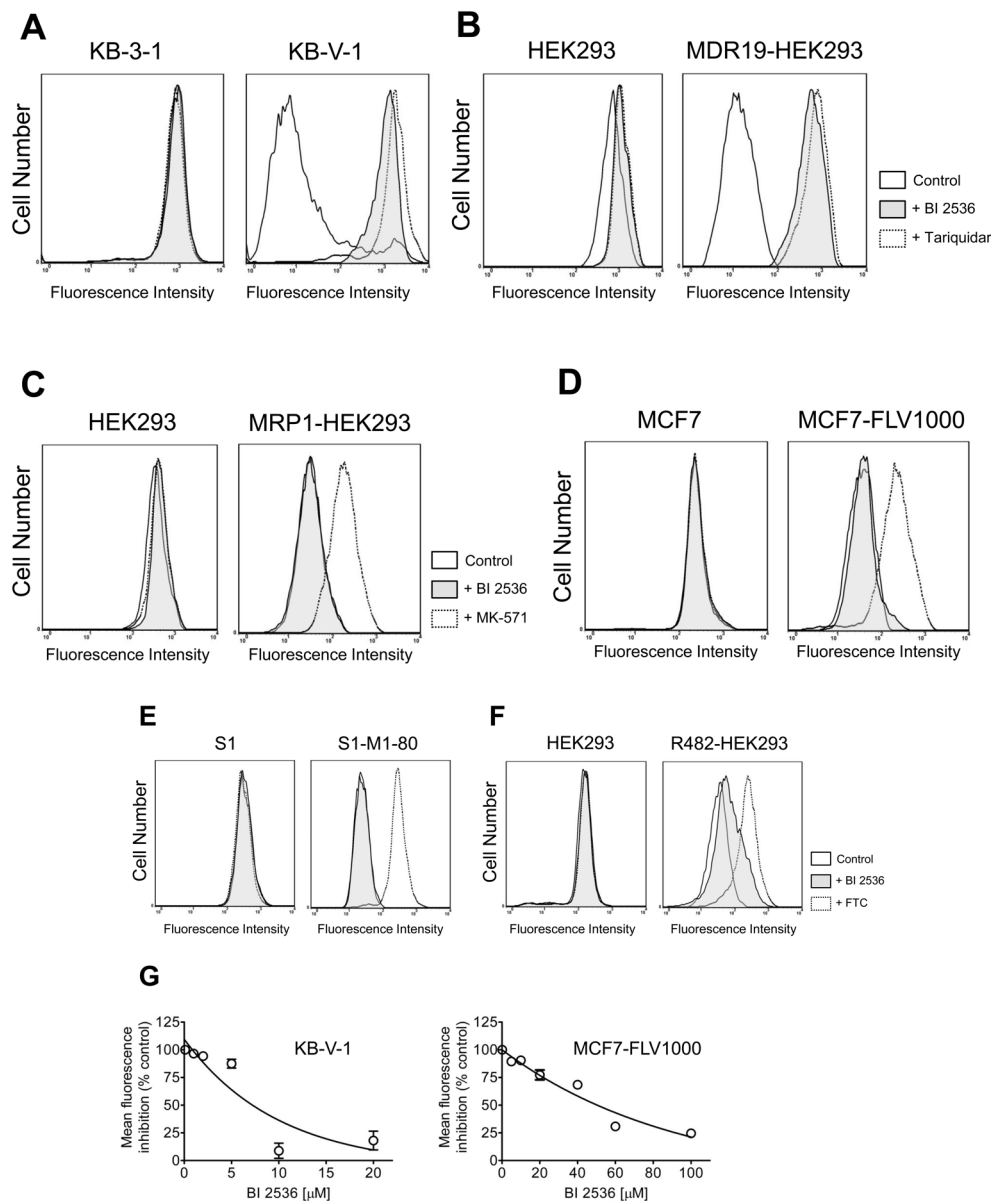 A
KB-3-1
KB-V-1
Cell Number
Fluorescence Intensity
Fluorescence Intensity
B
HEK293
MDR19-HEK293
Cell Number
Fluorescence Intensity
Fluorescence Intensity
Control
+ BI 2536
+ Tariquidar
C
HEK293
MRP1-HEK293
Cell Number
Fluorescence Intensity
Fluorescence Intensity
Control
+ BI 2536
+ MK-571
D
MCF7
MCF7-FLV1000
Cell Number
Fluorescence Intensity
Fluorescence Intensity
E
S1
S1-M1-80
Cell Number
Fluorescence Intensity
Fluorescence Intensity
F
HEK293
R482-HEK293
Cell Number
Fluorescence Intensity
Fluorescence Intensity
Control
+ BI 2536
+ FTC
G
KB-V-1
Mean fluorescence
inhibition (% control)
125
100
75
50
25
0
0 5 10 15 20
BI 2536 [µM]
MCF7-FLV1000
Mean fluorescence
inhibition (% control)
125
100
75
50
25
0
0 20 40 60 80 100
BI 2536 [µM]